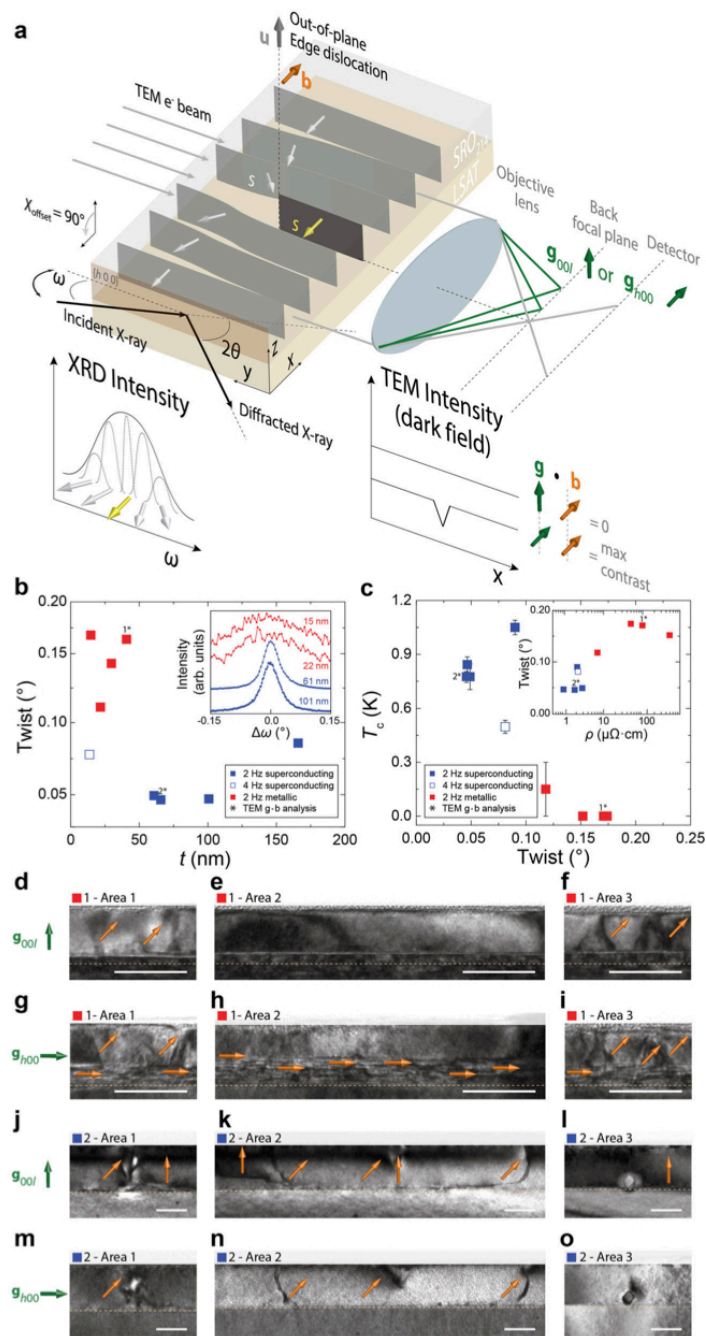 a
Out-of-plane
Edge dislocation
u
b
TEM e⁻ beam
SRO₂₁₄
LSAT
S
S
Objective
lens
Back
focal plane
Detector
g₀₀l or gₕ₀₀
χoffset = 90°
(h 0 0)
ω
Incident X-ray
2θ
z
x
y
Diffracted X-ray
XRD Intensity
ω
TEM Intensity
(dark field)
g • b
= 0
= max
contrast
X
b
Twist (°)
0.20
0.15
0.10
0.05
0 50 100 150 200
t (nm)
1*
2*
Intensity
(arb. units)
15 nm
22 nm
61 nm
101 nm
-0.15 0.0 0.15
Δω (°)
2 Hz superconducting
4 Hz superconducting
2 Hz metallic
TEM g·b analysis
c
Tc (K)
1.2
0.9
0.6
0.3
0.0
0.00 0.05 0.10 0.15 0.20 0.25
Twist (°)
2*
1*
Twist (°)
0.20
0.10
0.00
1 10 100
ρ (μΩ·cm)
1*
2*
2 Hz superconducting
4 Hz superconducting
2 Hz metallic
TEM g·b analysis
d
1 - Area 1
e
1 - Area 2
f
1 - Area 3
g₀₀l
g
1 - Area 1
h
1 - Area 2
i
1 - Area 3
gₕ₀₀
j
2 - Area 1
k
2 - Area 2
l
2 - Area 3
g₀₀l
m
2 - Area 1
n
2 - Area 2
o
2 - Area 3
gₕ₀₀